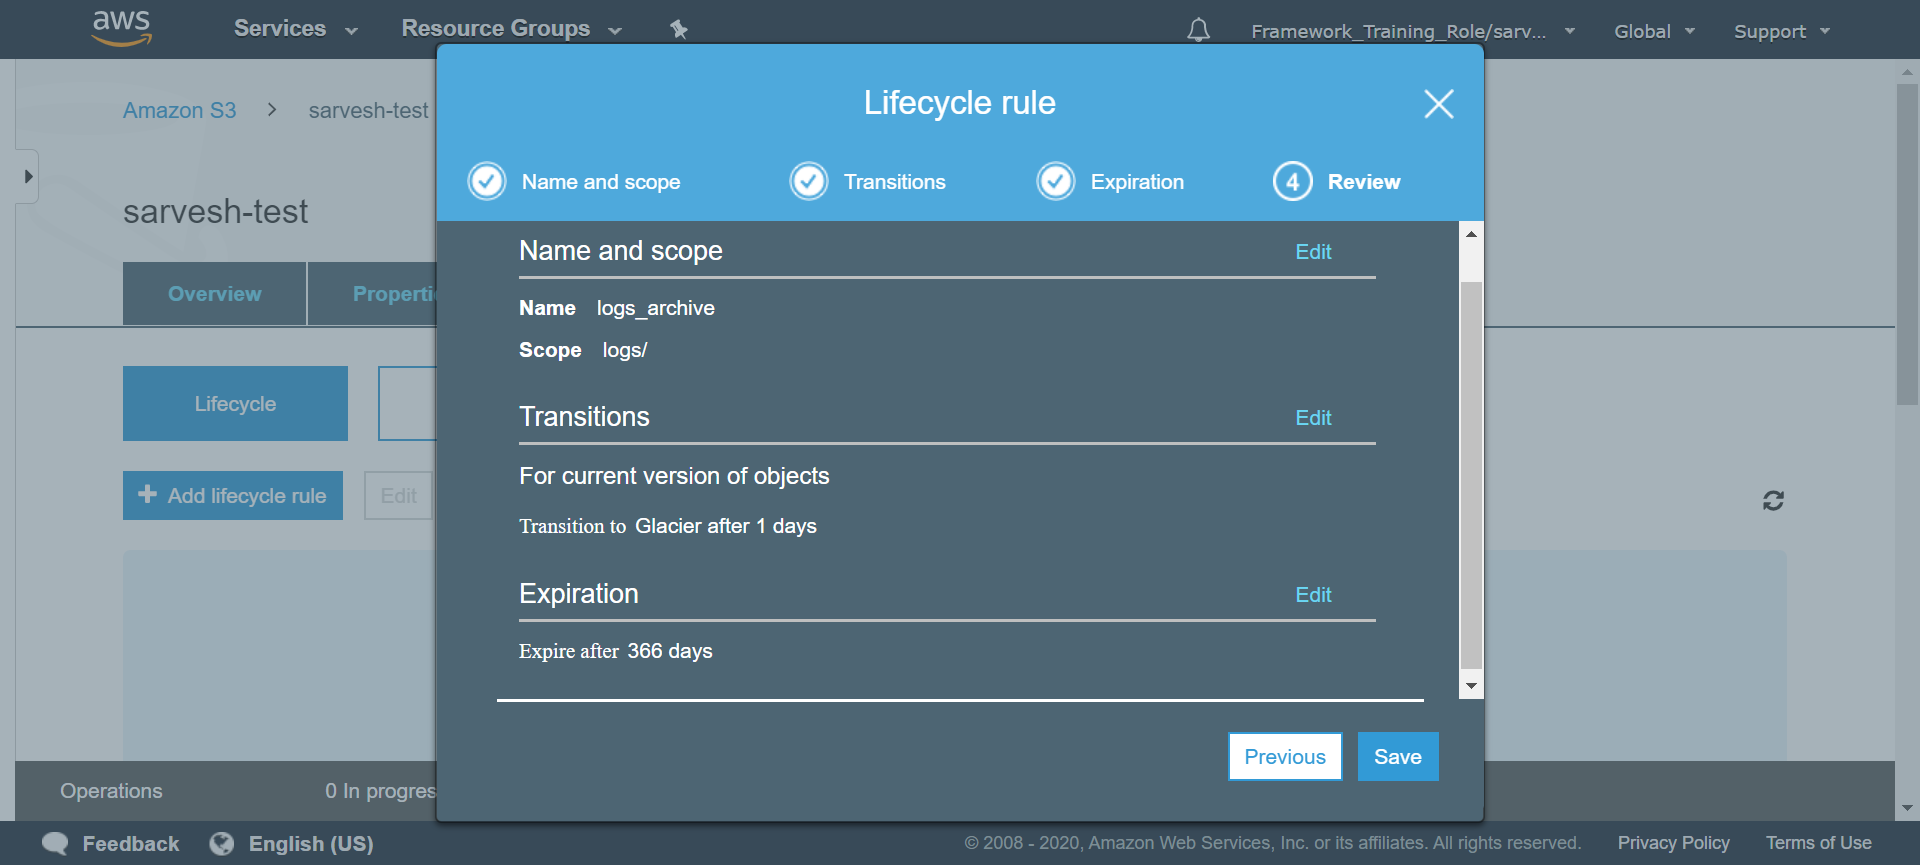 aws Services Resource Groups Framework_Training_Role/sarv... Global Support
Lifecycle rule
Amazon S3 > sarvesh-test
Name and scope Transitions Expiration 4 Review
sarvesh-test
Name and scope Edit
Overview
Name logs_archive
Scope logs/
Lifecycle
Transitions Edit
For current version of objects
+ Add lifecycle rule Edit
Transition to Glacier after 1 days
Expiration Edit
Expire after 366 days
Previous Save
Operations 0 In progres
Feedback English (US) © 2008 - 2020, Amazon Web Services, Inc. or its affiliates. All rights reserved. Privacy Policy Terms of Use